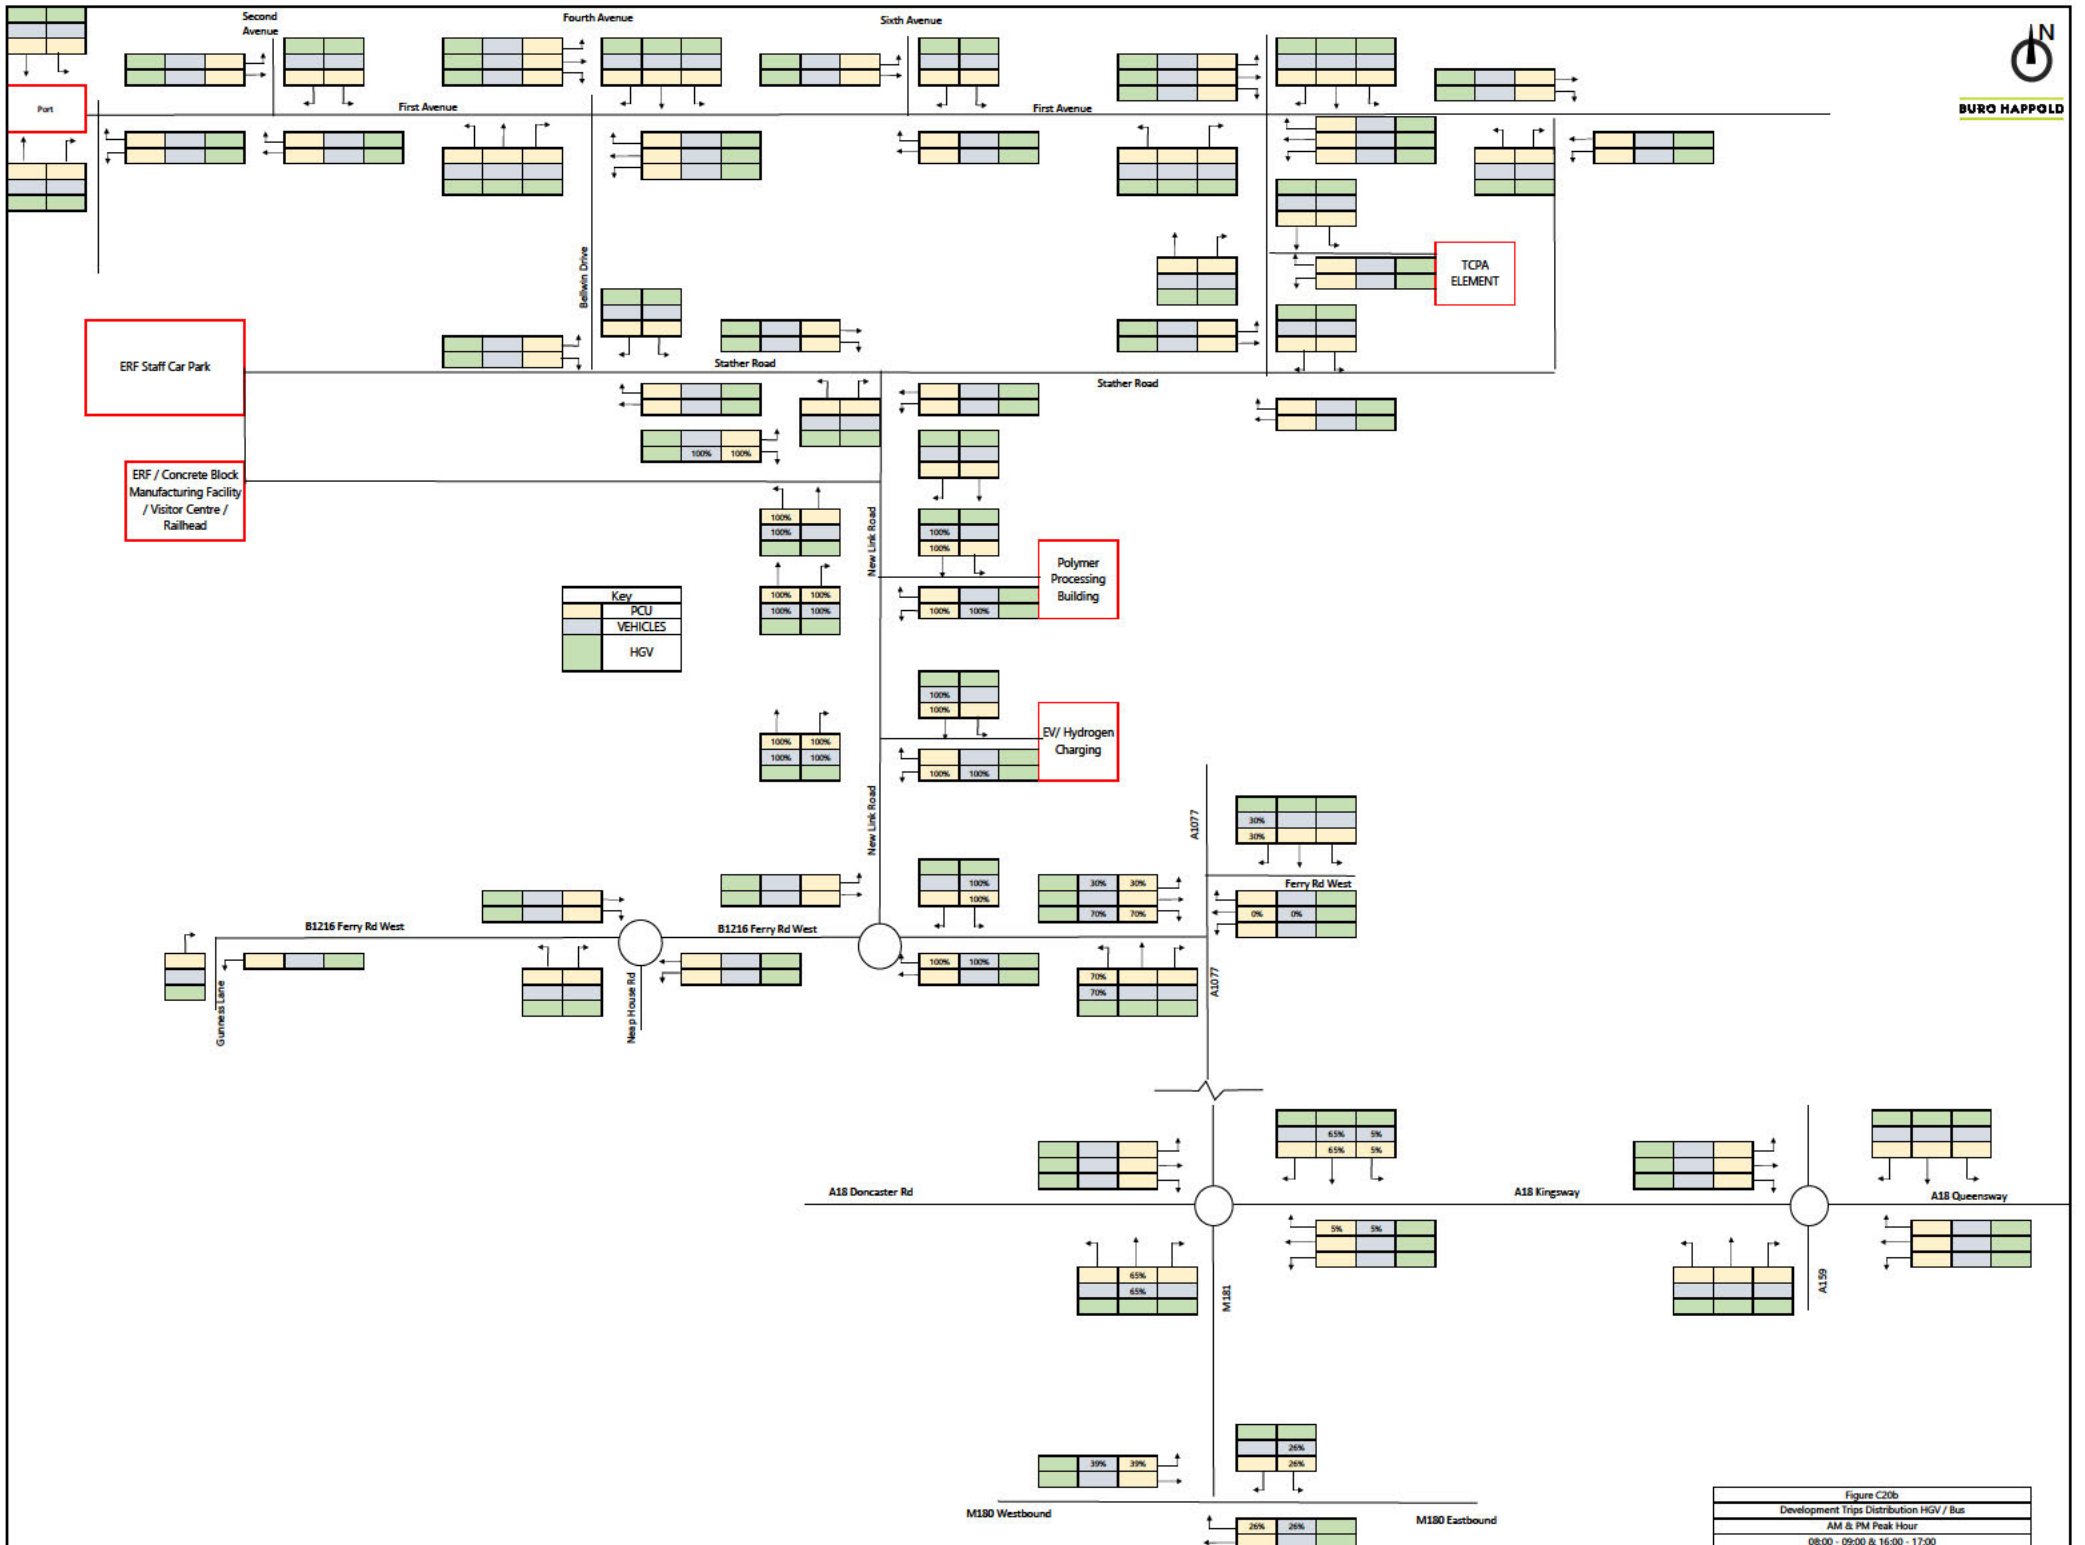 Second
Avenue
Fourth Avenue
Sixth Avenue
N
BURO HAPPOLD
Port
First Avenue
First Avenue
Bellwin Drive
TCPA
ELEMENT
ERF Staff Car Park
Stather Road
Stather Road
100% 100%
ERF / Concrete Block
Manufacturing Facility
/ Visitor Centre /
Railhead
New Link Road
100%
100%
100%
100%
Polymer
Processing
Building
Key
PCU
VEHICLES
HGV
100% 100%
100% 100%
100% 100%
100%
100%
EV/ Hydrogen
Charging
100% 100%
100% 100%
100% 100%
New Link Road
A1077
30%
30%
100%
100%
30% 30%
70% 70%
Ferry Rd West
0% 0%
B1216 Ferry Rd West
B1216 Ferry Rd West
100% 100%
70%
70%
A1077
Gunness Lane
Neap House Rd
65% 5%
65% 5%
A18 Doncaster Rd
A18 Kingsway
A18 Queensway
5% 5%
65%
65%
M181
A159
26%
26%
39% 39%
M180 Westbound
M180 Eastbound
26% 26%
Figure C20b
Development Trips Distribution HGV / Bus
AM & PM Peak Hour
08:00 - 09:00 & 16:00 - 17:00